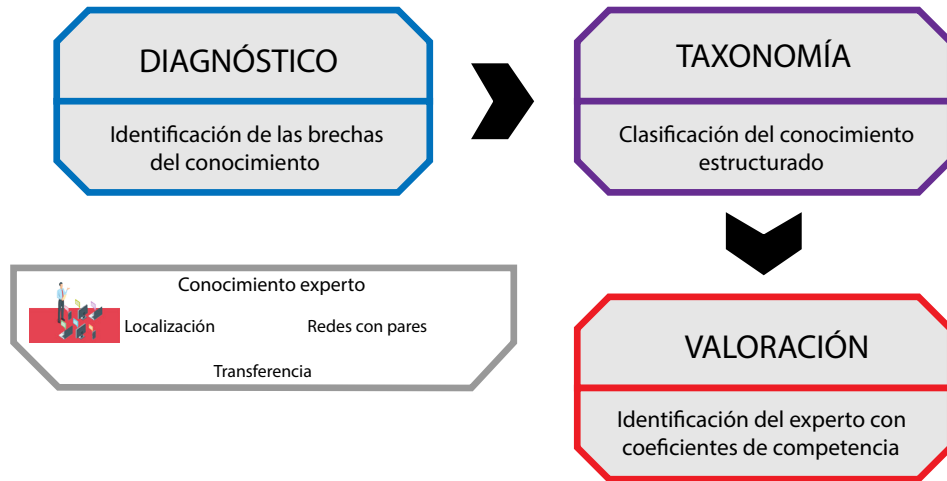 DIAGNÓSTICO
Identificación de las brechas
del conocimiento
TAXONOMÍA
Clasificación del conocimiento
estructurado
Conocimiento experto
Localización
Redes con pares
Transferencia
VALORACIÓN
Identificación del experto con
coeficientes de competencia